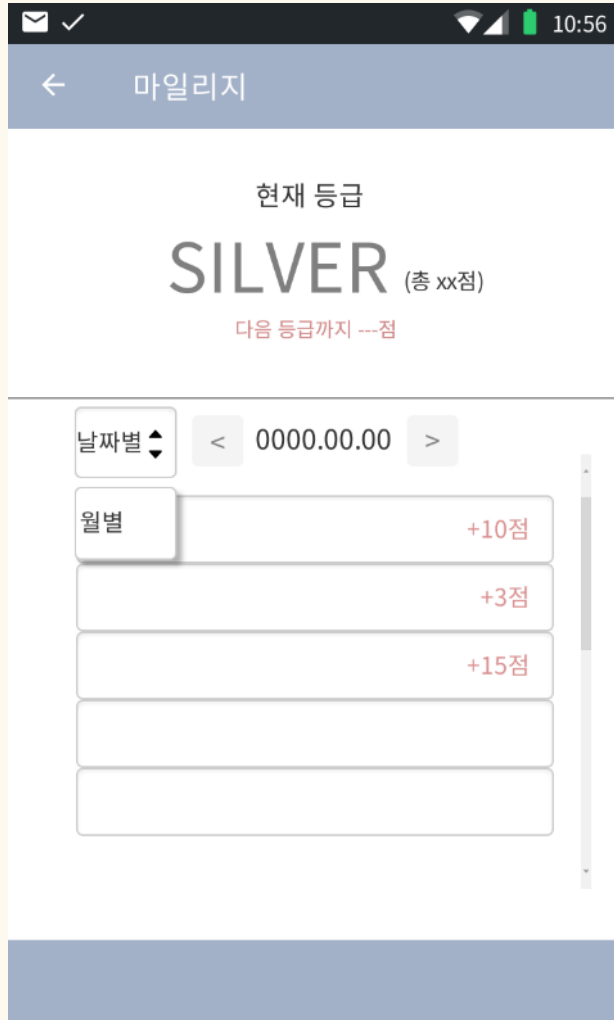 10:56
마일리지
현재 등급
SILVER (총 xx점)
다음 등급까지 ---점
날짜별 < 0000.00.00 >
월별
+10점
+3점
+15점